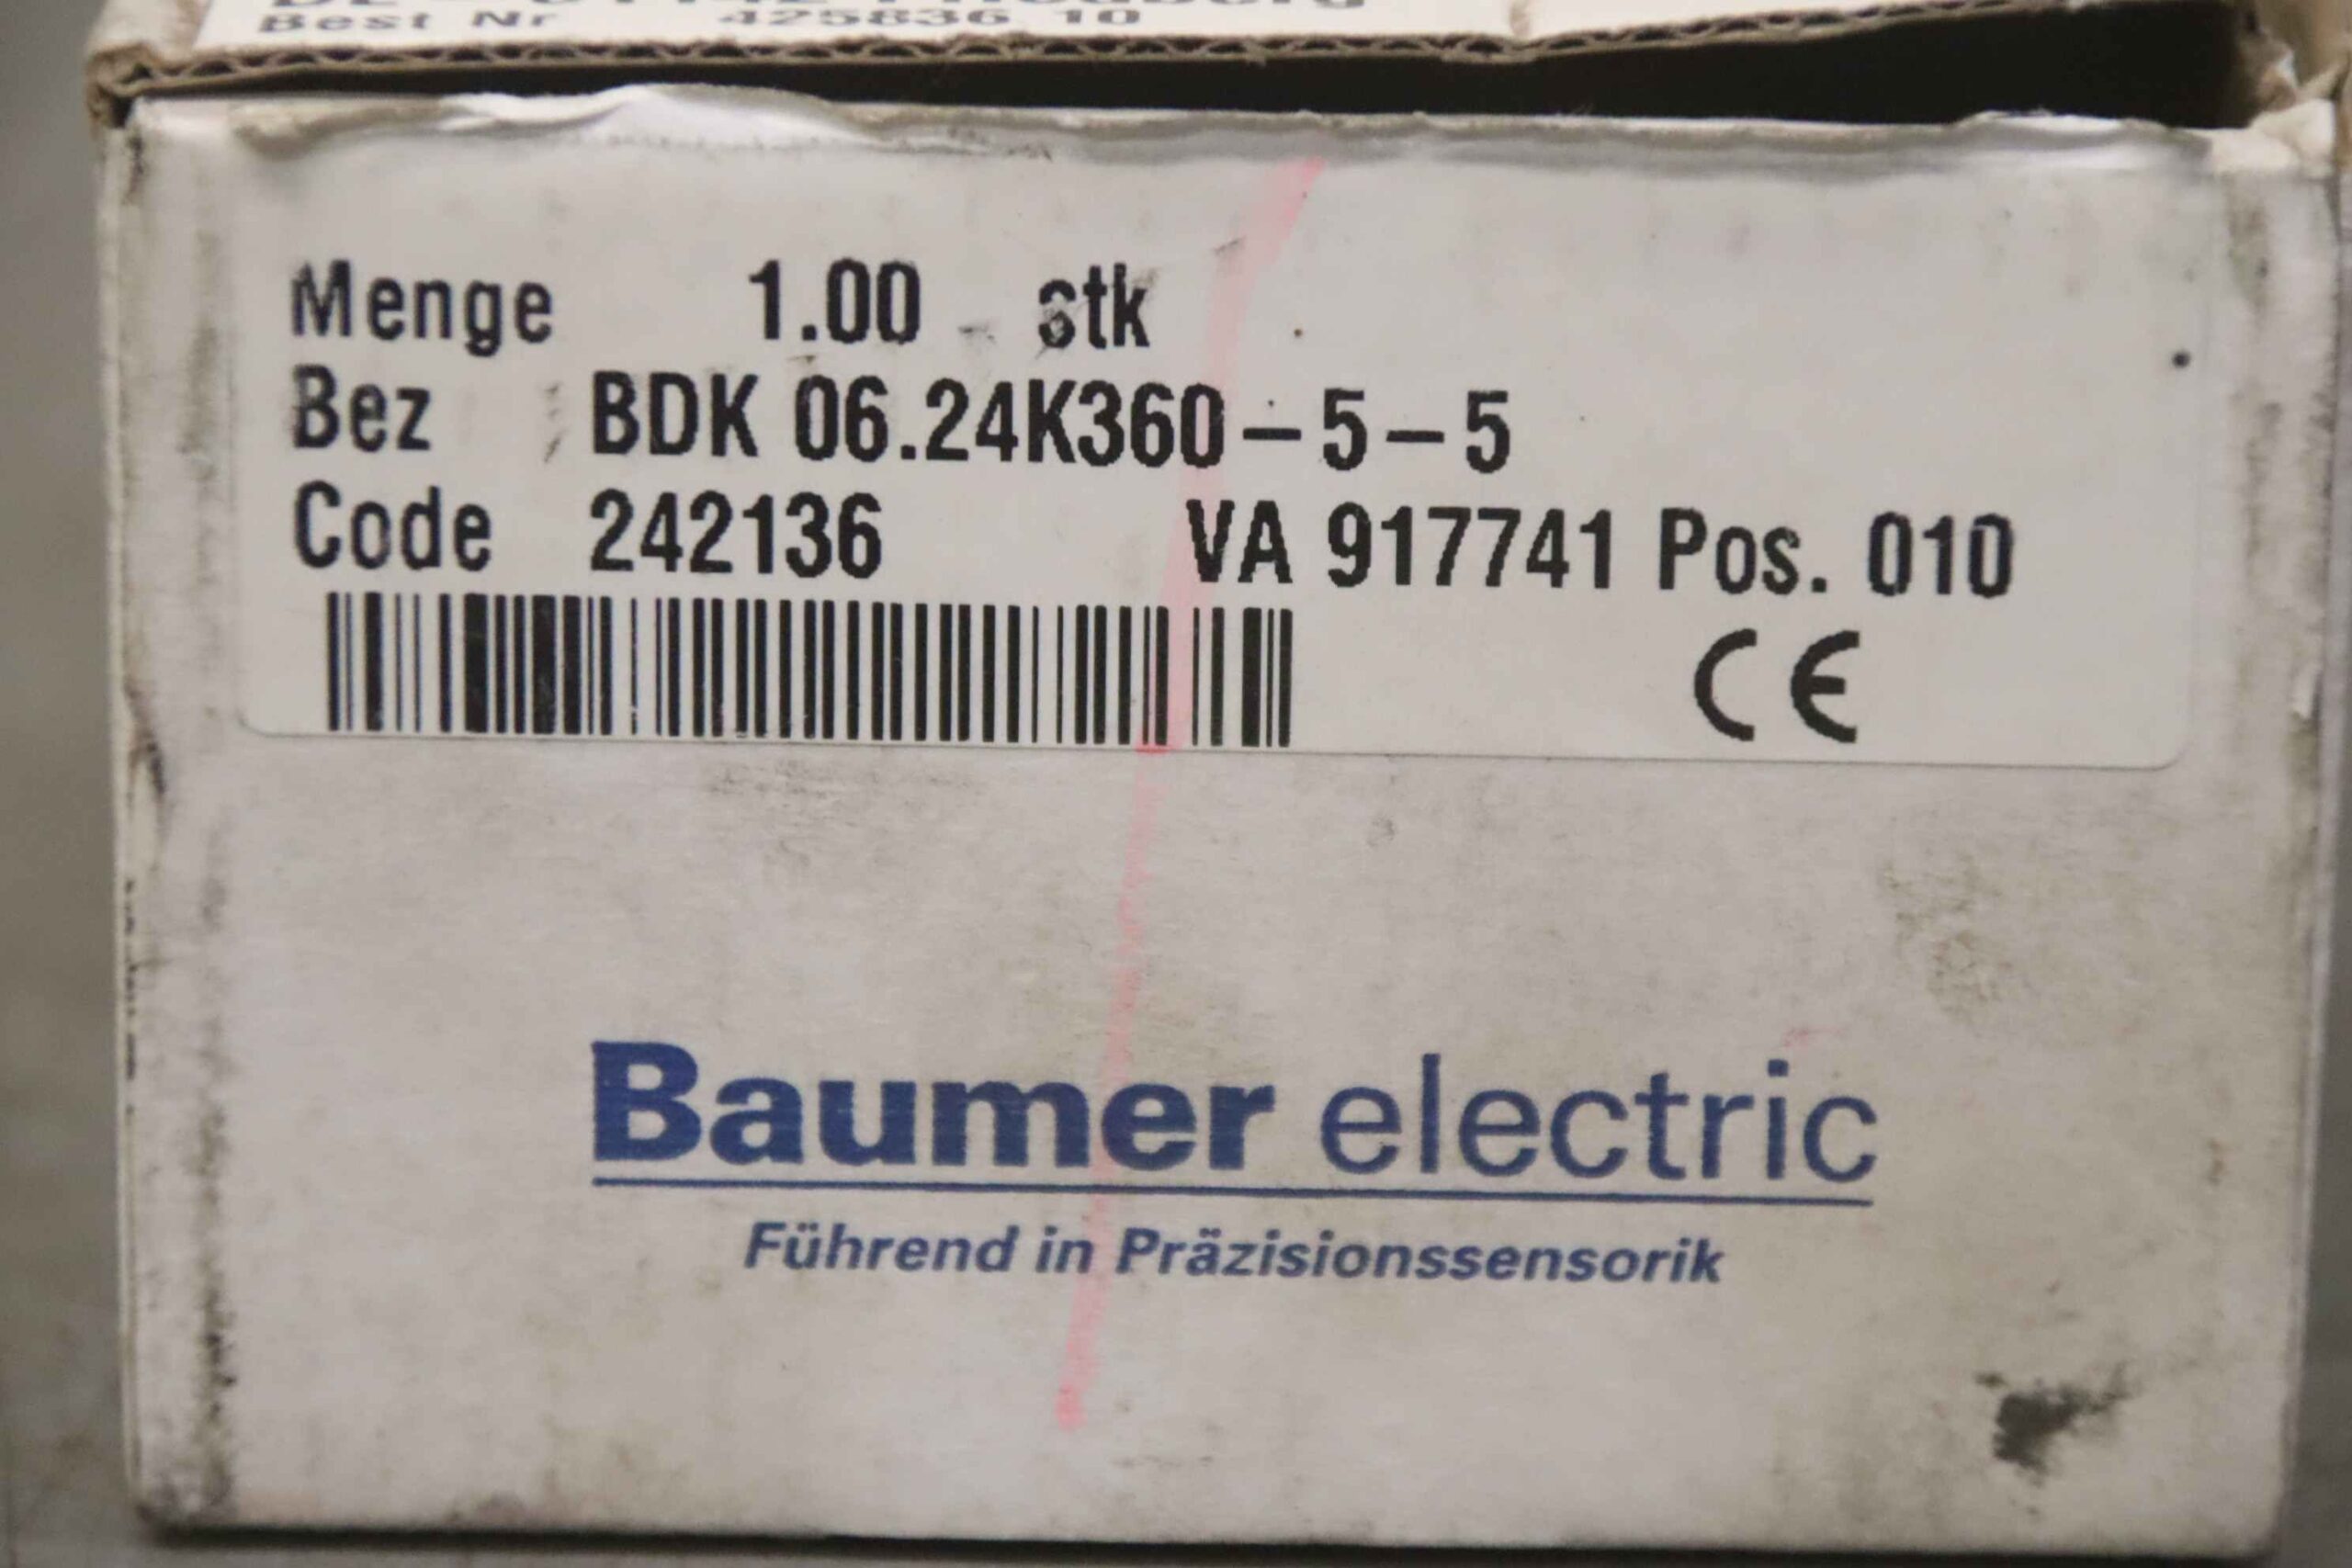 Best Nr 425836 10
Menge 1.00 stk
Bez BDK 06.24K360-5-5
Code 242136 VA 917741 Pos. 010
CE
Baumer electric
Führend in Präzisionssensorik